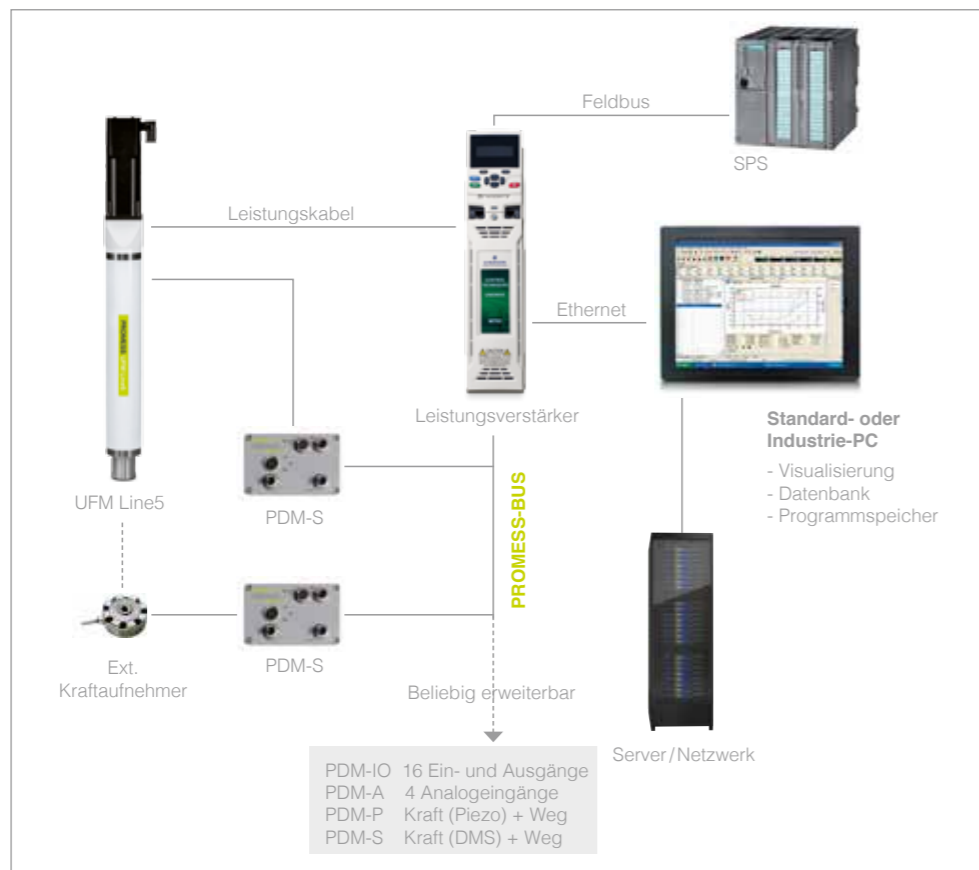 Feldbus
SPS
Leistungskabel
Ethernet
Leistungsverstärker
Standard- oder
Industrie-PC
- Visualisierung
- Datenbank
- Programmspeicher
PROMESS
UFM Line5
PDM-S
PROMESS-BUS
Ext.
Kraftaufnehmer
PDM-S
Beliebig erweiterbar
Server/Netzwerk
PDM-IO 16 Ein- und Ausgänge
PDM-A 4 Analogeingänge
PDM-P Kraft (Piezo) + Weg
PDM-S Kraft (DMS) + Weg